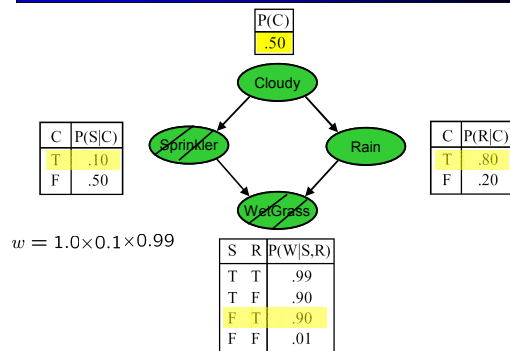 P(C)
.50
Cloudy
C P(S|C)
T .10
F .50
Sprinkler
Rain
C P(R|C)
T .80
F .20
WetGrass
w = 1.0×0.1×0.99
S R P(W|S,R)
T T .99
T F .90
F T .90
F F .01